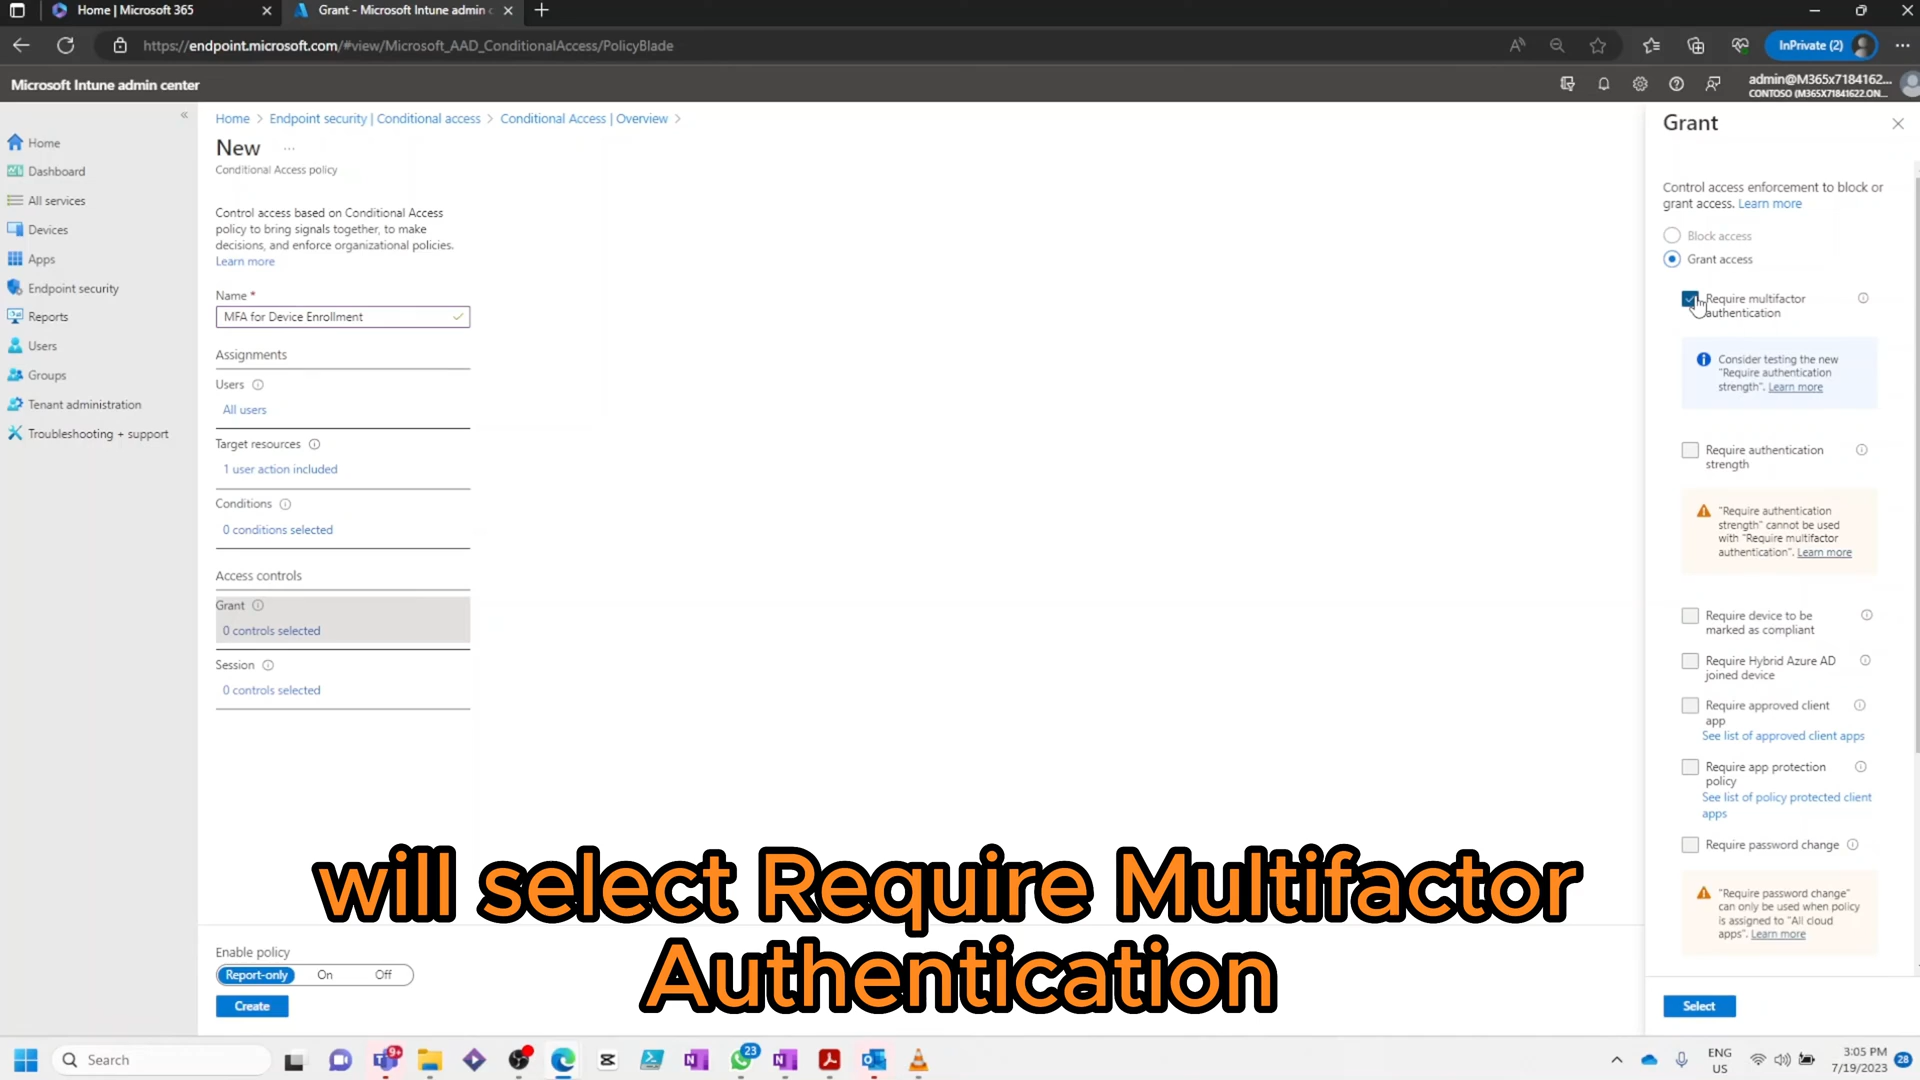 Home | Microsoft 365
Grant - Microsoft Intune admin c
https://endpoint.microsoft.com/#view/Microsoft_AAD_ConditionalAccess/PolicyBlade
InPrivate (2)
Microsoft Intune admin center
admin@M365x7184162...
CONTOSO (M365X71841622.ON...
Home
Dashboard
All services
Devices
Apps
Endpoint security
Reports
Users
Groups
Tenant administration
Troubleshooting + support
Home > Endpoint security | Conditional access > Conditional Access | Overview >
New ...
Conditional Access policy
Control access based on Conditional Access
policy to bring signals together, to make
decisions, and enforce organizational policies.
Learn more
Name *
MFA for Device Enrollment
Assignments
Users
All users
Target resources
1 user action included
Conditions
0 conditions selected
Access controls
Grant
0 controls selected
Session
0 controls selected
Enable policy
Report-only On Off
Create
Grant
Control access enforcement to block or
grant access. Learn more
Block access
Grant access
Require multifactor
authentication
Consider testing the new
"Require authentication
strength". Learn more
Require authentication
strength
"Require authentication
strength" cannot be used
with "Require multifactor
authentication". Learn more
Require device to be
marked as compliant
Require Hybrid Azure AD
joined device
Require approved client
app
See list of approved client apps
Require app protection
policy
See list of policy protected client
apps
Require password change
"Require password change"
can only be used when policy
is assigned to "All cloud
apps". Learn more
Select
will select Require Multifactor
Authentication
Search
9+
23
ENG
US
3:05 PM
7/19/2023
28